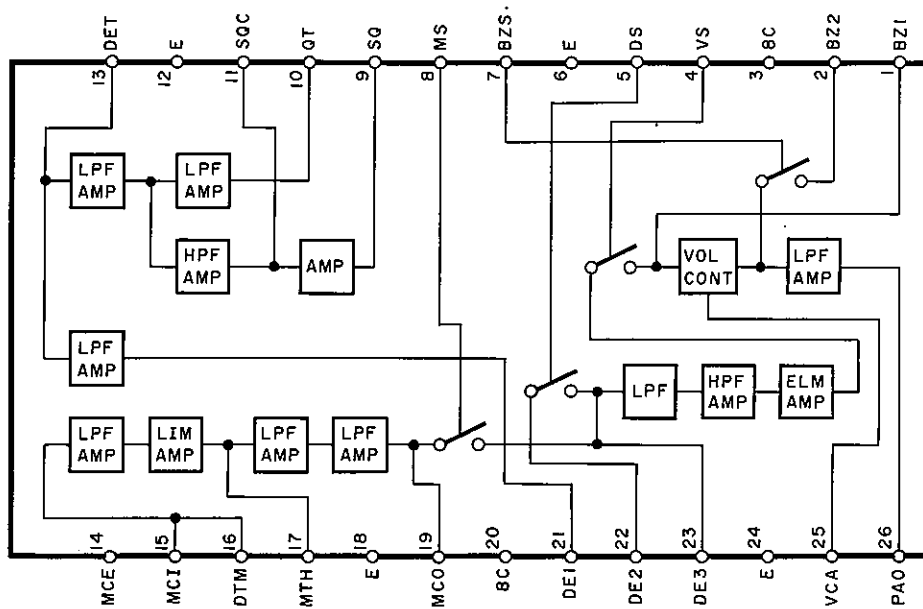 DET E SQC QT SQ MS BZS. E DS VS 8C BZ2 BZ1
13 12 11 10 9 8 7 6 5 4 3 2 1
LPF AMP
LPF AMP
HPF AMP
AMP
VOL CONT
LPF AMP
LPF AMP
LPF
HPF AMP
ELM AMP
LPF AMP
LIM AMP
LPF AMP
LPF AMP
14 15 16 17 18 19 20 21 22 23 24 25 26
MCE MCI DTM MTH E MCO 8C DE1 DE2 DE3 E VCA PAO